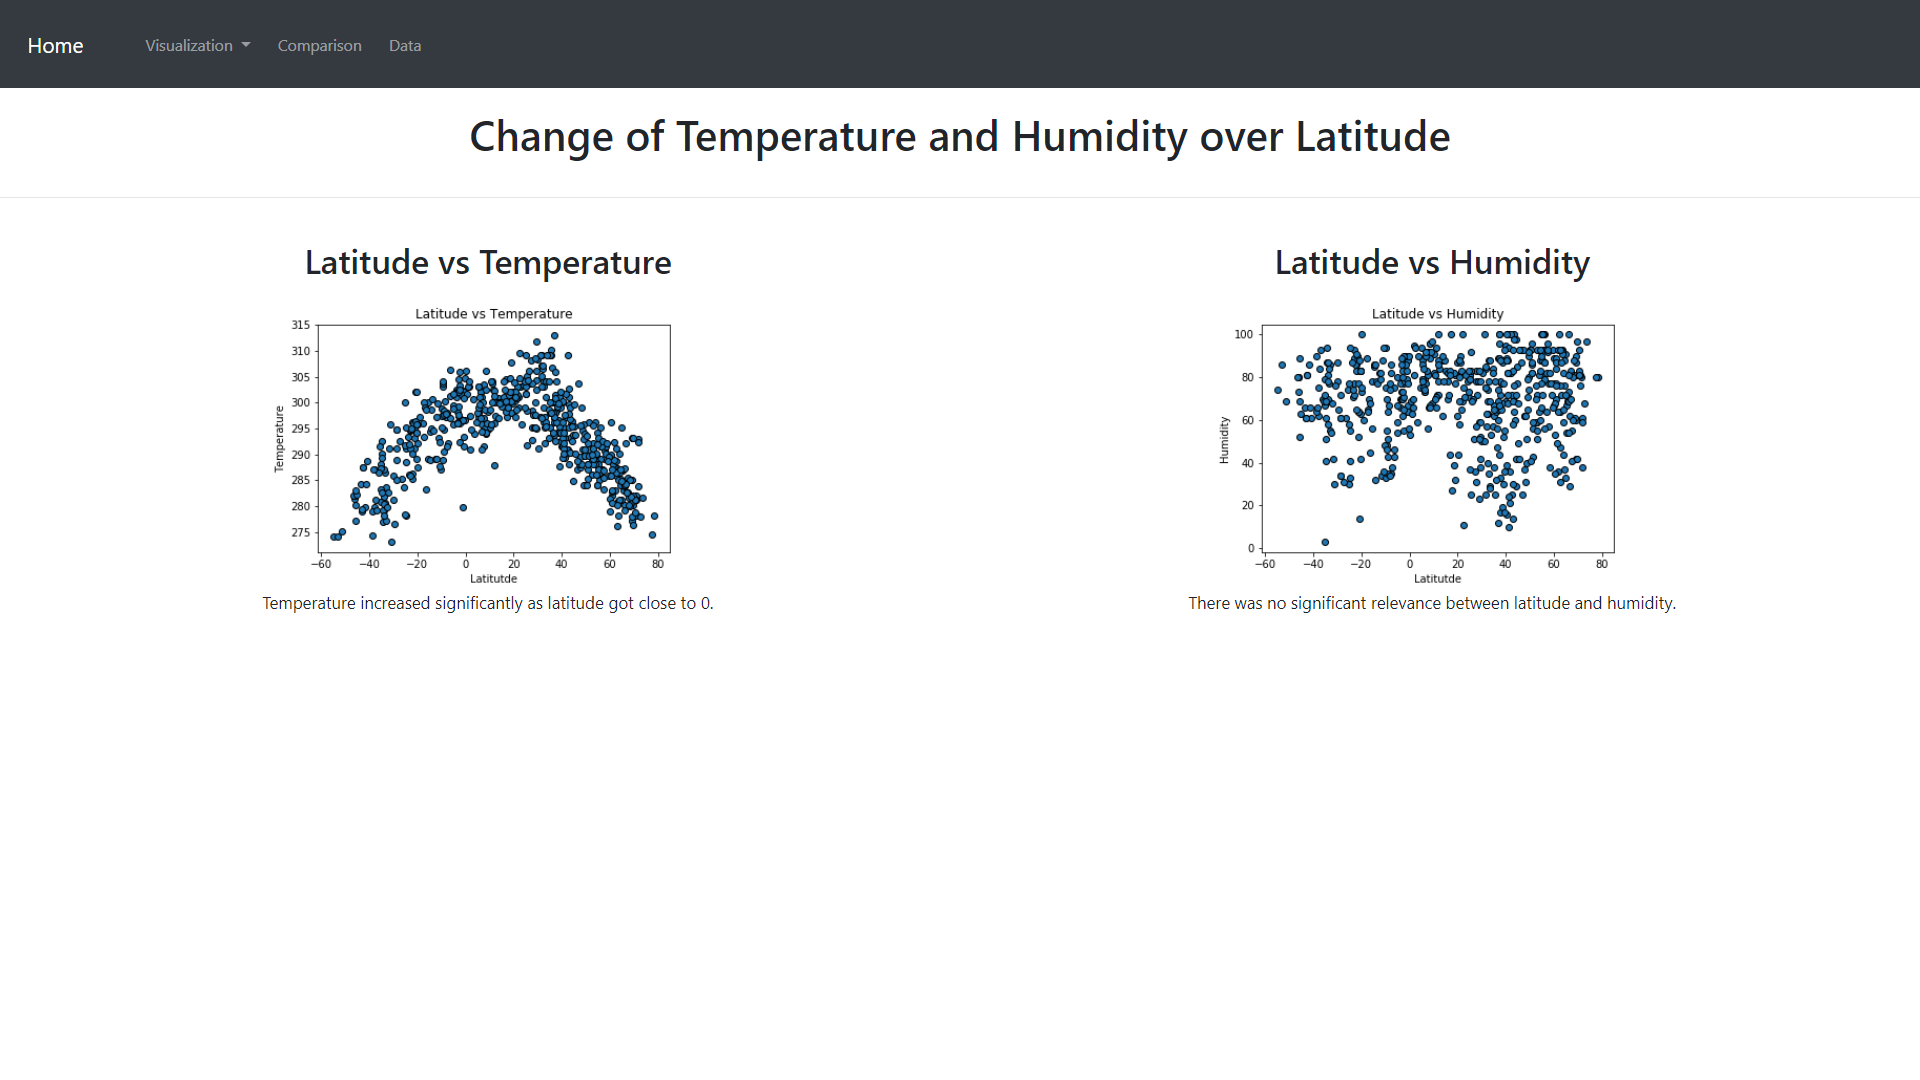 Home Visualization Comparison Data
Change of Temperature and Humidity over Latitude
Latitude vs Temperature
Latitude vs Temperature
315
310
305
300
295
290
285
280
275
Temperature
−60 −40 −20 0 20 40 60 80
Latitutde
Temperature increased significantly as latitude got close to 0.
Latitude vs Humidity
Latitude vs Humidity
100
80
60
40
20
0
Humidity
−60 −40 −20 0 20 40 60 80
Latitutde
There was no significant relevance between latitude and humidity.